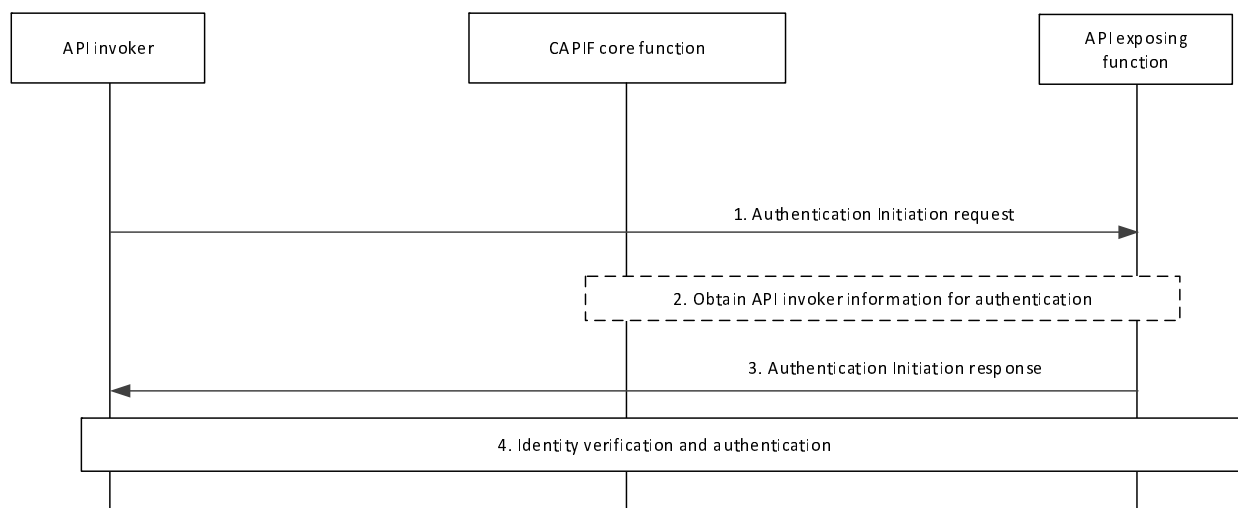 API invoker
CAPIF core function
API exposing
function
1. Authentication Initiation request
2. Obtain API invoker information for authentication
3. Authentication Initiation response
4. Identity verification and authentication